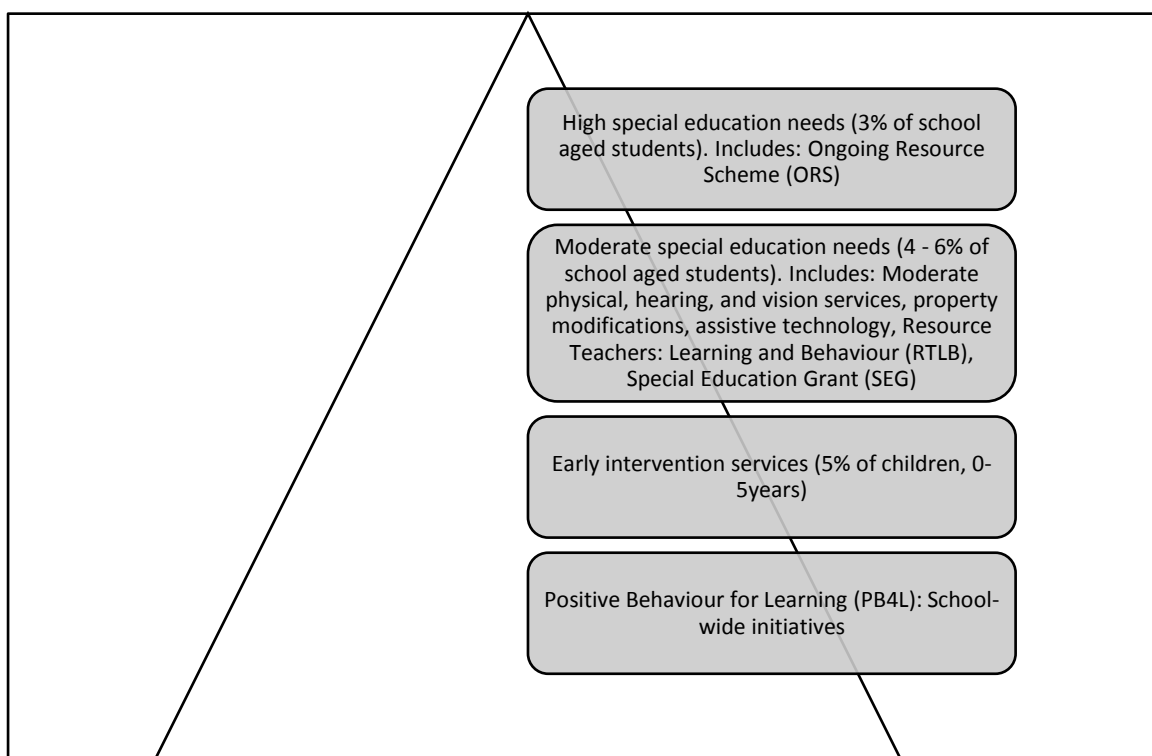 High special education needs (3% of school
aged students). Includes: Ongoing Resource
Scheme (ORS)
Moderate special education needs (4 - 6% of
school aged students). Includes: Moderate
physical, hearing, and vision services, property
modifications, assistive technology, Resource
Teachers: Learning and Behaviour (RTLB),
Special Education Grant (SEG)
Early intervention services (5% of children, 0-
5years)
Positive Behaviour for Learning (PB4L): School-
wide initiatives